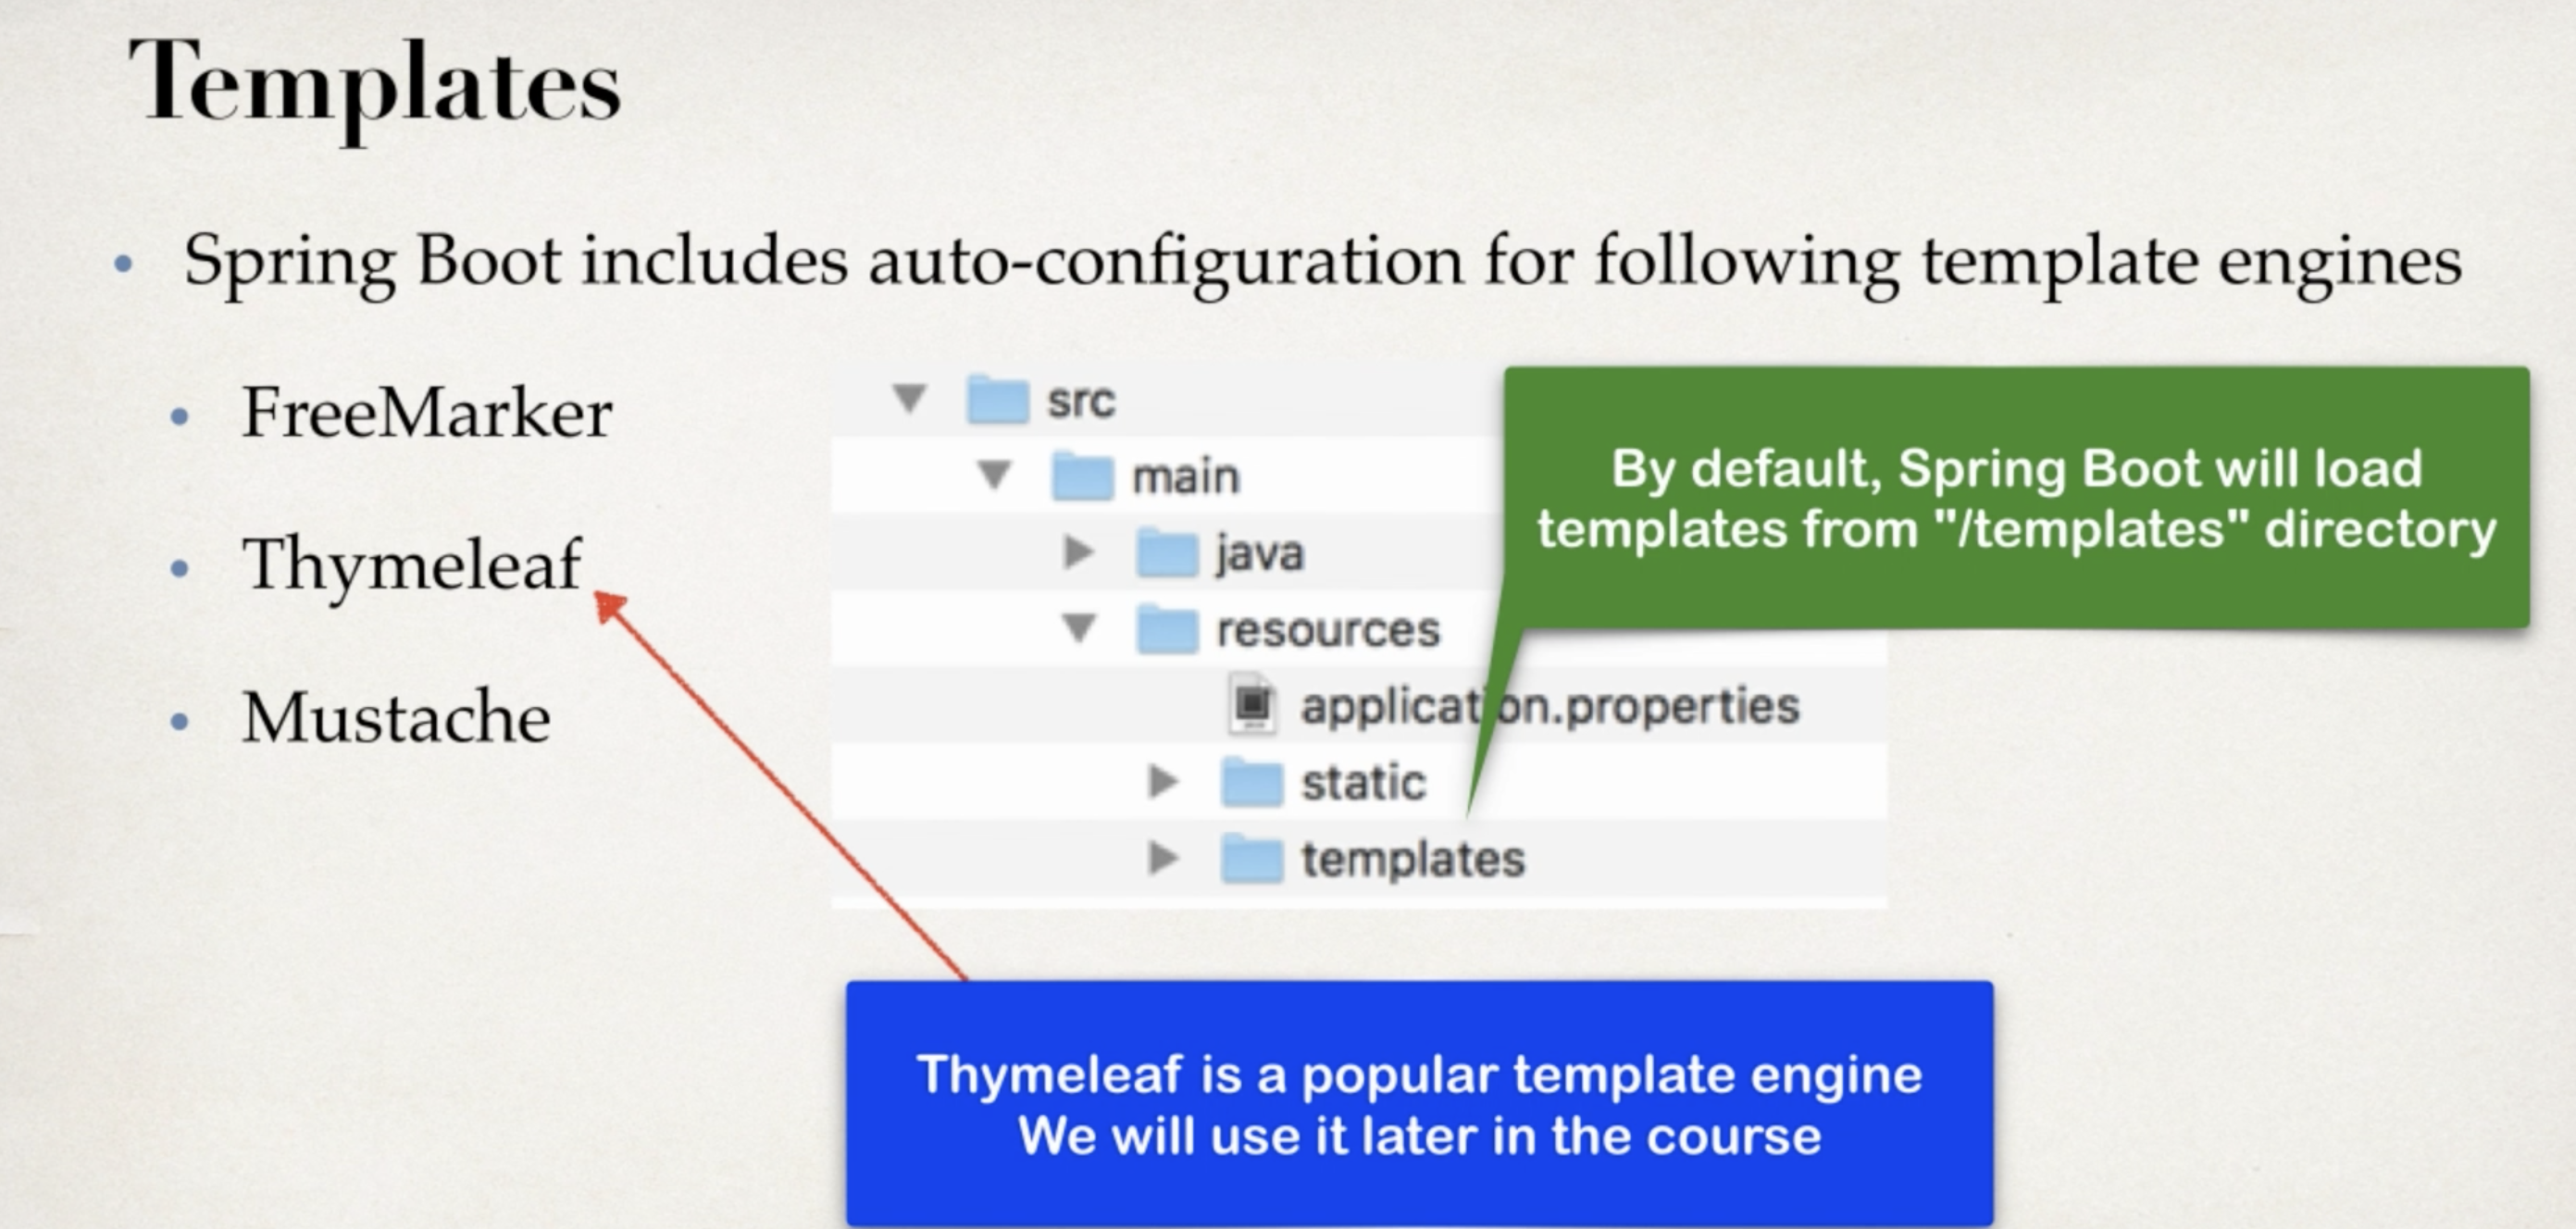 Templates
Spring Boot includes auto-configuration for following template engines
FreeMarker
Thymeleaf
Mustache
src
main
java
resources
application.properties
static
templates
By default, Spring Boot will load
templates from "/templates" directory
Thymeleaf is a popular template engine
We will use it later in the course